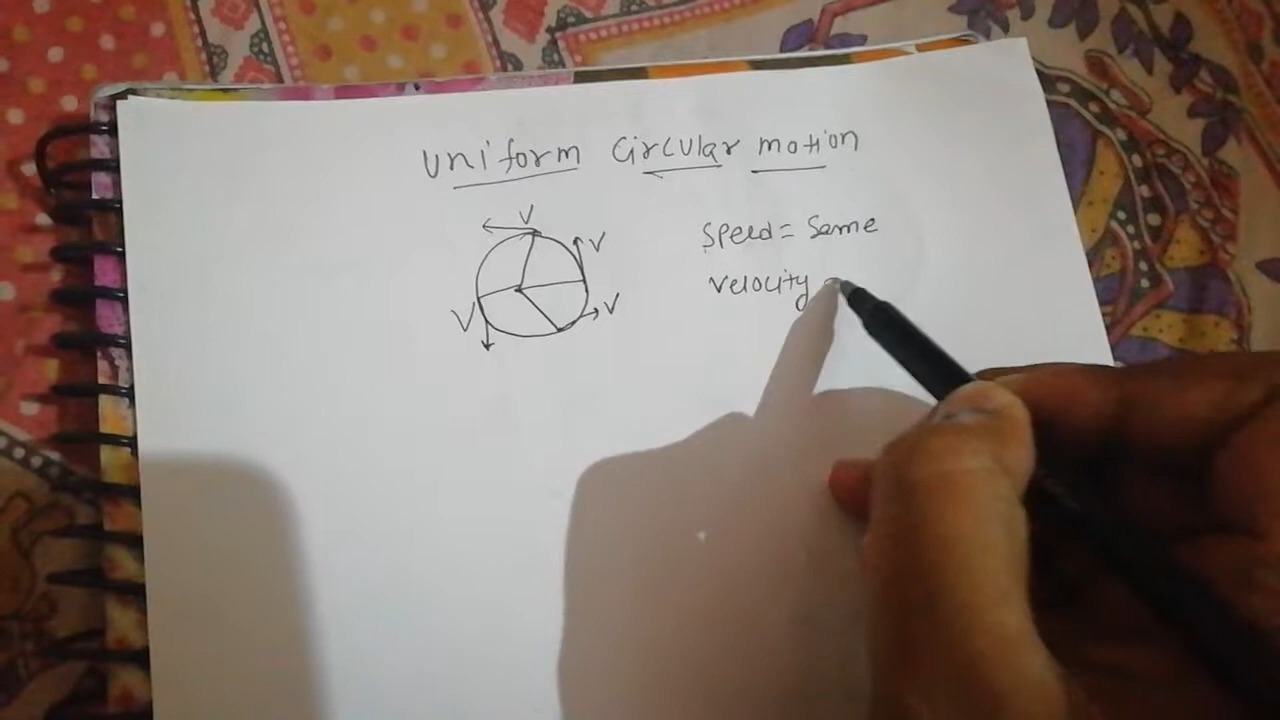 Uniform Circular motion
V
V
Speed = Same
velocity
V
V